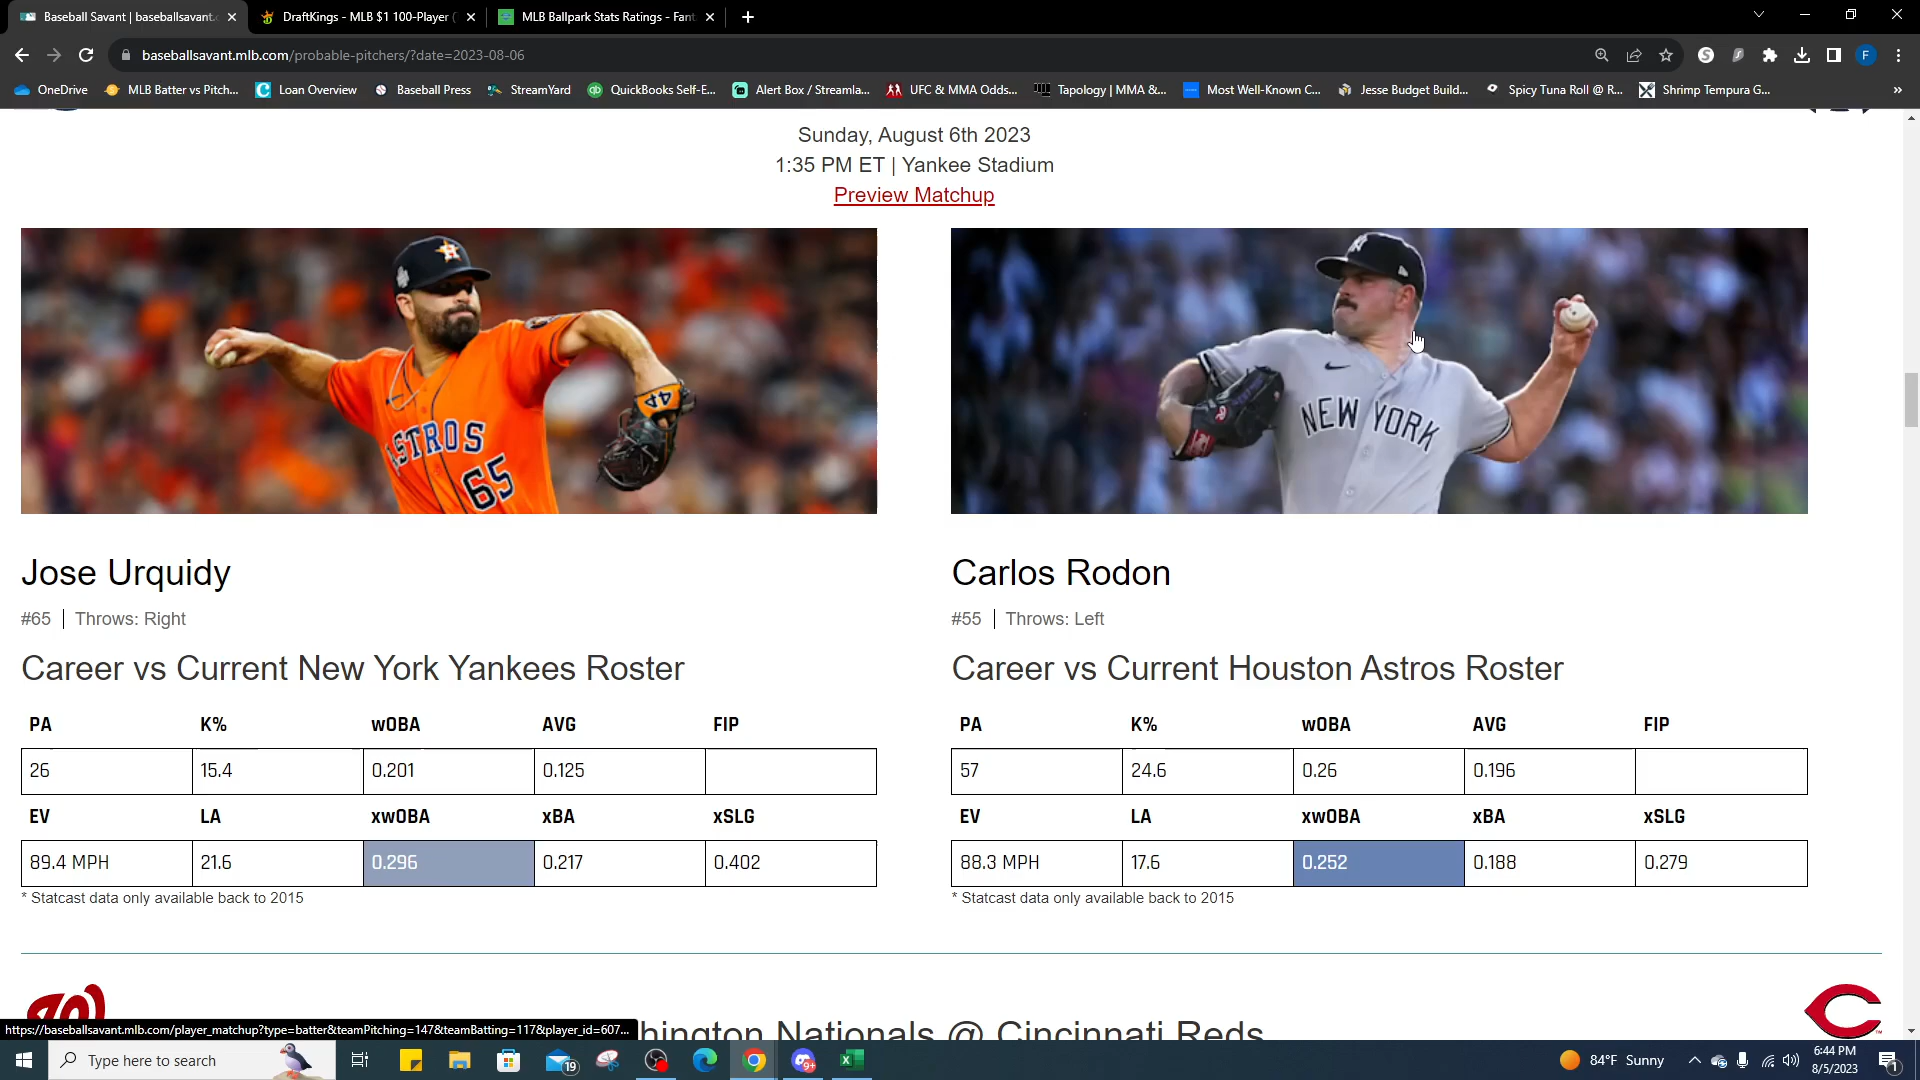 Baseball Savant | baseballsavant.
DraftKings - MLB $1 100-Player (
MLB Ballpark Stats Ratings - Fant
baseballsavant.mlb.com/probable-pitchers/?date=2023-08-06
F
OneDrive
MLB Batter vs Pitch...
Loan Overview
Baseball Press
StreamYard
QuickBooks Self-E...
Alert Box / Streamla...
UFC & MMA Odds...
Tapology | MMA &...
Most Well-Known C...
Jesse Budget Build...
Spicy Tuna Roll @ R...
Shrimp Tempura G...
»
Sunday, August 6th 2023
1:35 PM ET | Yankee Stadium
Preview Matchup
44
ASTROS
65
NEW YORK
Jose Urquidy
#65 | Throws: Right
Career vs Current New York Yankees Roster
PA K% wOBA AVG FIP
26 15.4 0.201 0.125
EV LA xwOBA xBA xSLG
89.4 MPH 21.6 0.296 0.217 0.402
* Statcast data only available back to 2015
Carlos Rodon
#55 | Throws: Left
Career vs Current Houston Astros Roster
PA K% wOBA AVG FIP
57 24.6 0.26 0.196
EV LA xwOBA xBA xSLG
88.3 MPH 17.6 0.252 0.188 0.279
* Statcast data only available back to 2015
hington Nationals @ Cincinnati Reds
https://baseballsavant.mlb.com/player_matchup?type=batter&teamPitching=147&teamBatting=117&player_id=607...
Type here to search
19
9+
84°F Sunny
6:44 PM
8/5/2023
1